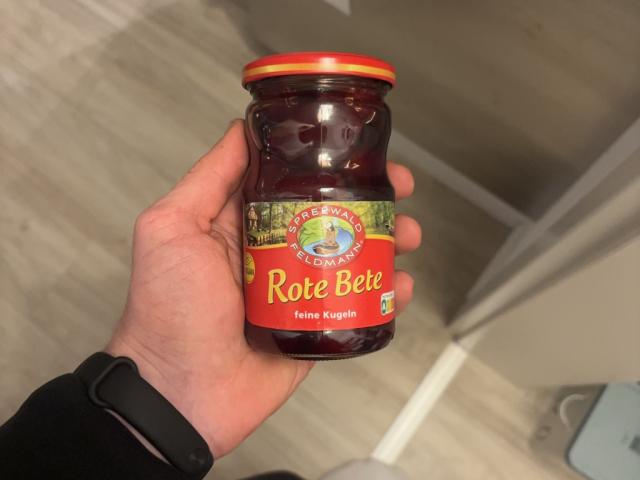 SPREEWALD
FELDMANN
Rote Bete
feine Kugeln